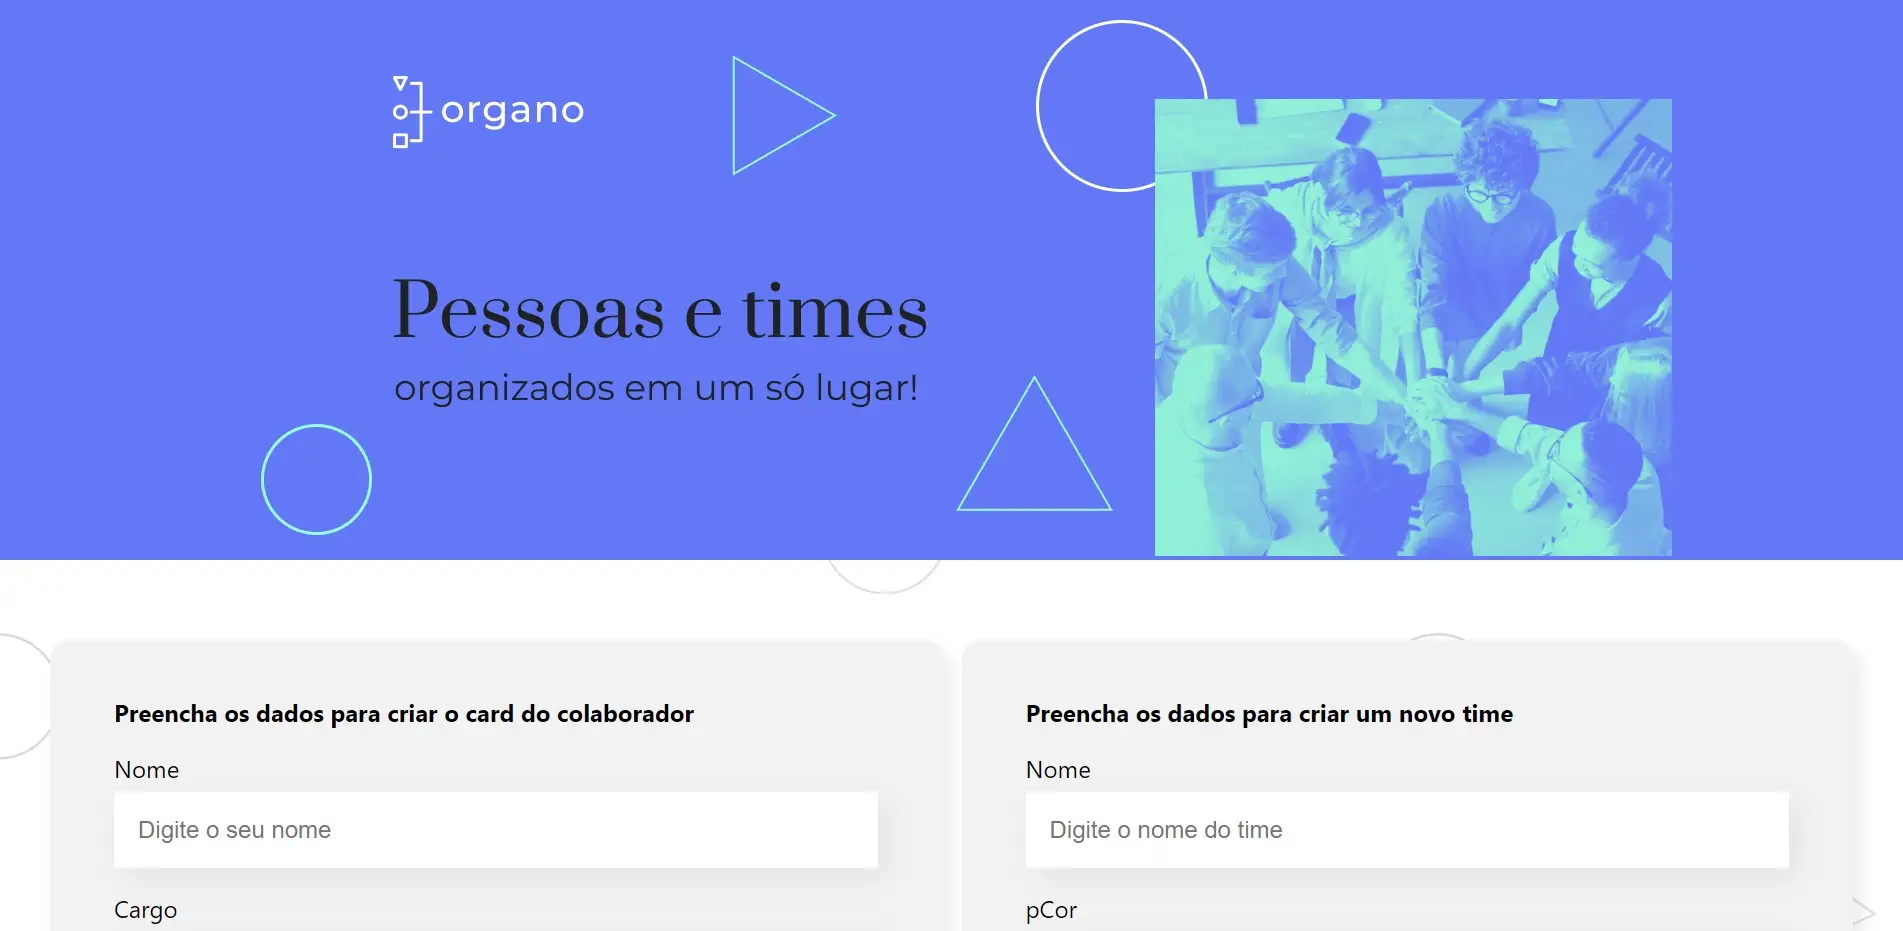 organo
Pessoas e times
organizados em um só lugar!
Preencha os dados para criar o card do colaborador
Nome
Digite o seu nome
Cargo
Preencha os dados para criar um novo time
Nome
Digite o nome do time
pCor